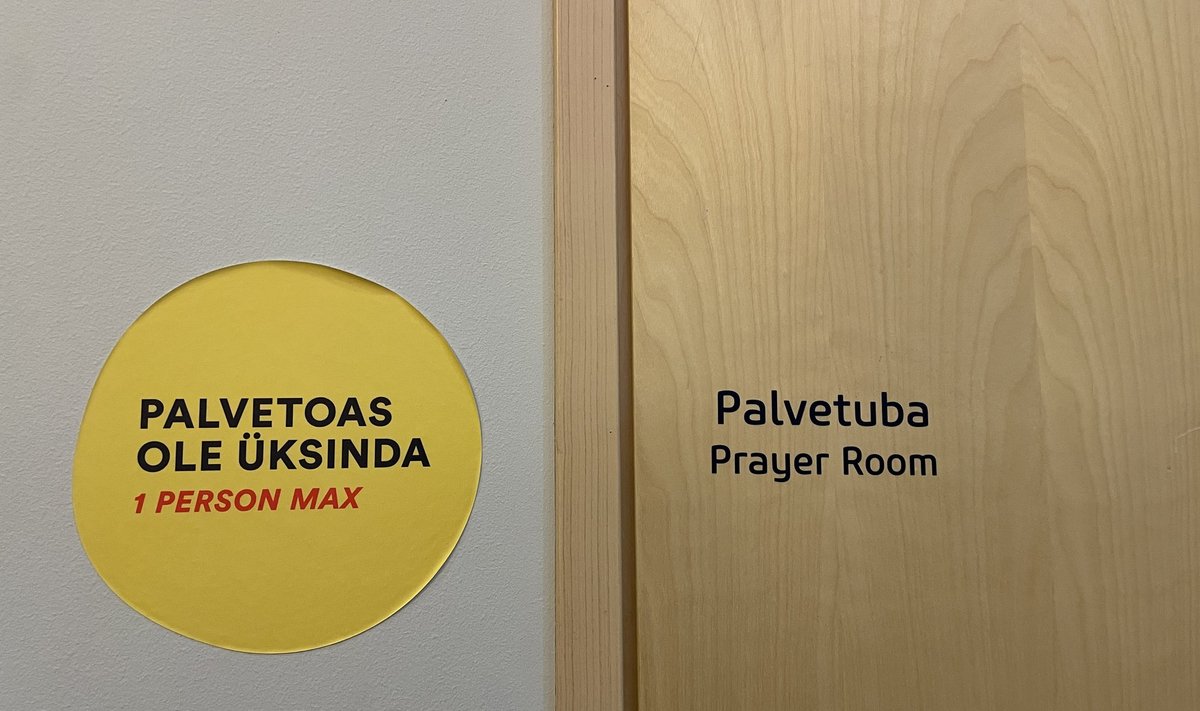 PALVETOAS
OLE ÜKSINDA
1 PERSON MAX
Palvetuba
Prayer Room